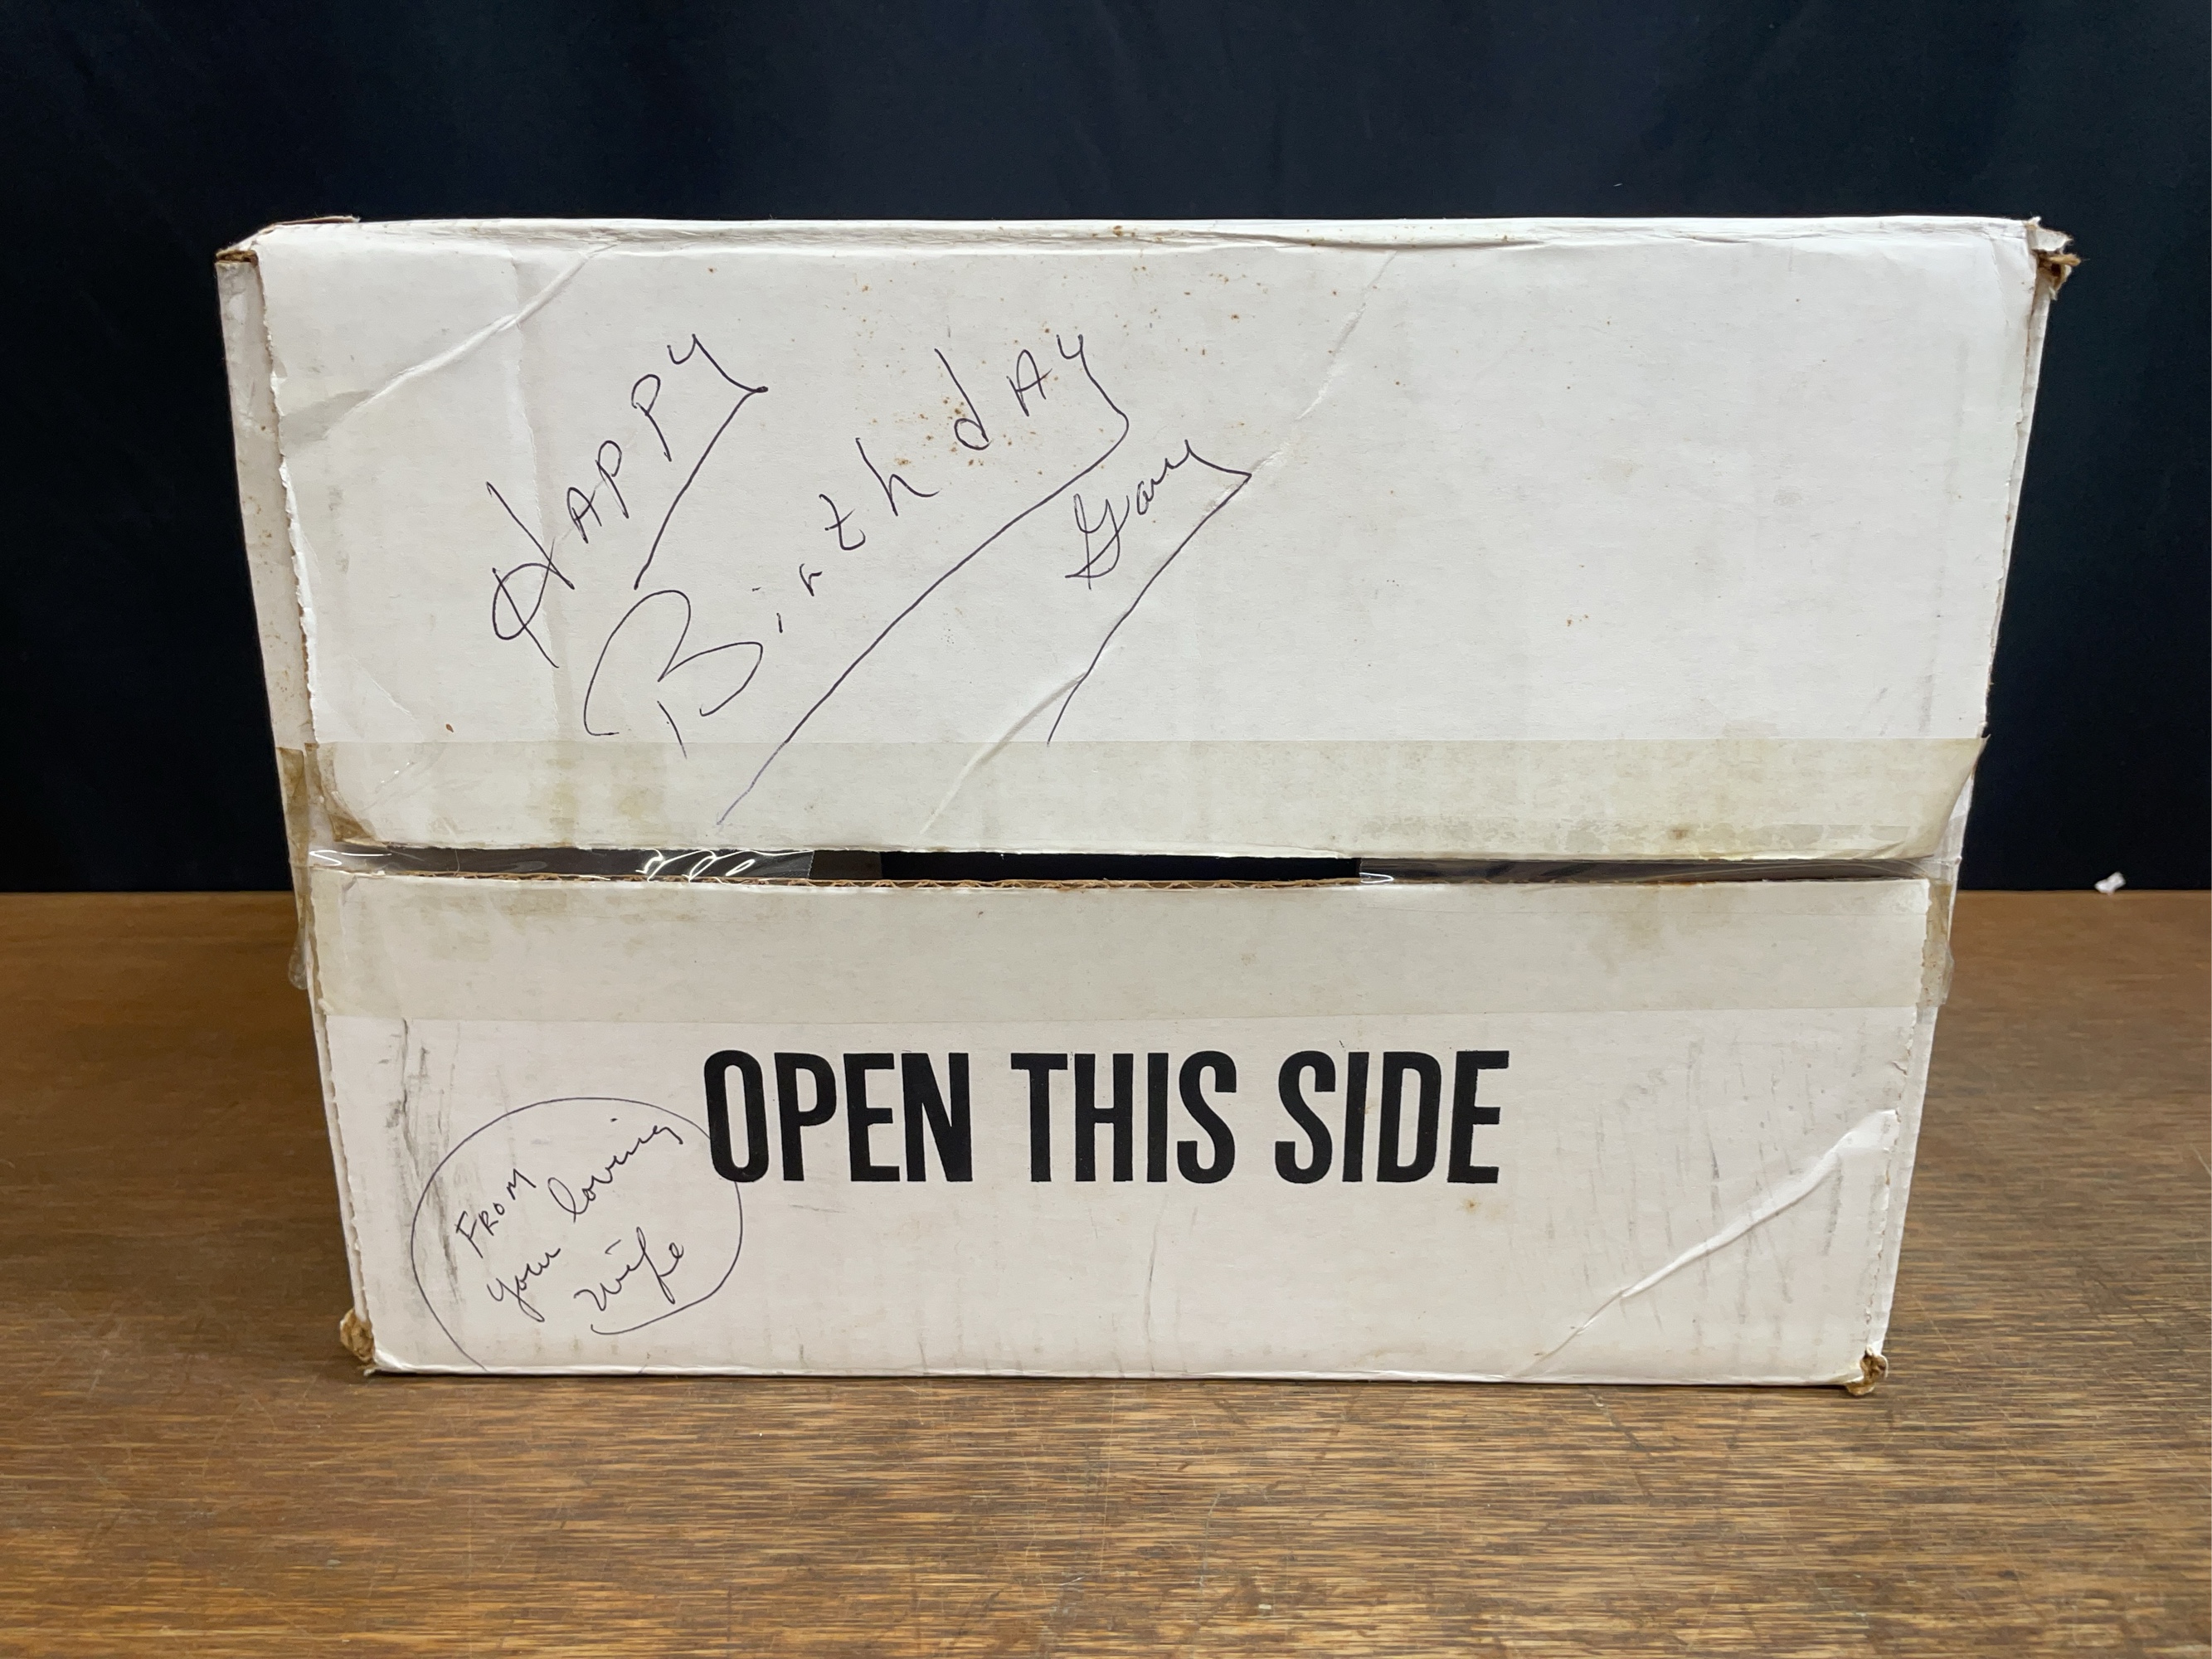 HAPPY
Birthday
Gary
OPEN THIS SIDE
FROM
your loving
wife